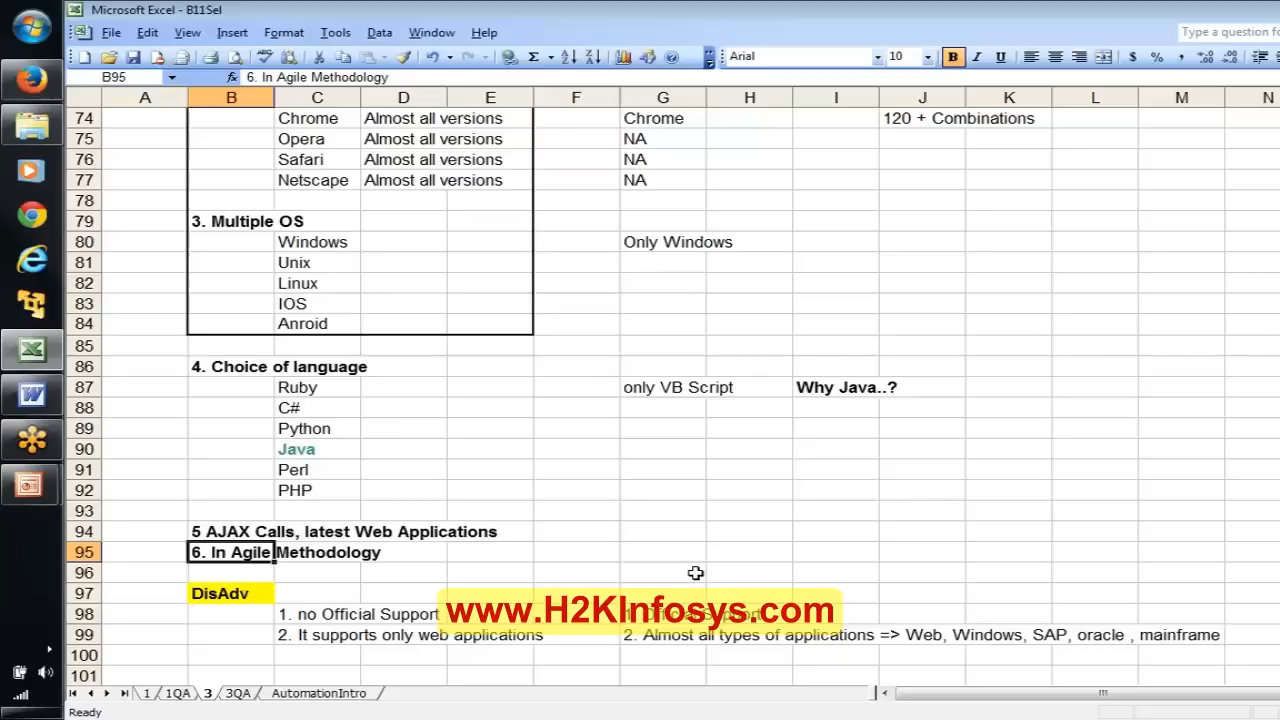 Microsoft Excel - B11Sel
File Edit View Insert Format Tools Data Window Help
Type a question fo
Arial 10 B I U $ % ,
B95 fx 6. In Agile Methodology
A B C D E F G H I J K L M N
74 Chrome Almost all versions Chrome 120 + Combinations
75 Opera Almost all versions NA
76 Safari Almost all versions NA
77 Netscape Almost all versions NA
78
79 3. Multiple OS
80 Windows Only Windows
81 Unix
82 Linux
83 IOS
84 Anroid
85
86 4. Choice of language
87 Ruby only VB Script Why Java..?
88 C#
89 Python
90 Java
91 Perl
92 PHP
93
94 5 AJAX Calls, latest Web Applications
95 6. In Agile Methodology
96
97 DisAdv
98 1. no Official Support 1. Official Support
www.H2KInfosys.com
99 2. It supports only web applications 2. Almost all types of applications => Web, Windows, SAP, oracle , mainframe
100
101
1 1QA 3 3QA AutomationIntro
Ready